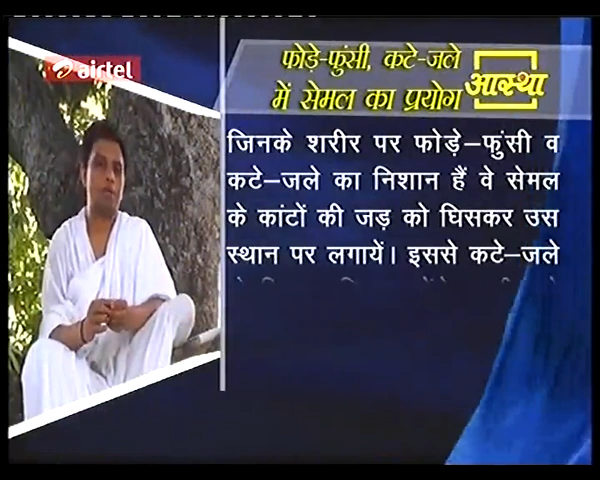 airtel
फोड़े-फुंसी, कटे-जले
में सेमल का प्रयोग
आस्था
जिनके शरीर पर फोड़े–फुंसी व
कटे–जले का निशान हैं वे सेमल
के कांटों की जड़ को घिसकर उस
स्थान पर लगायें। इससे कटे–जले